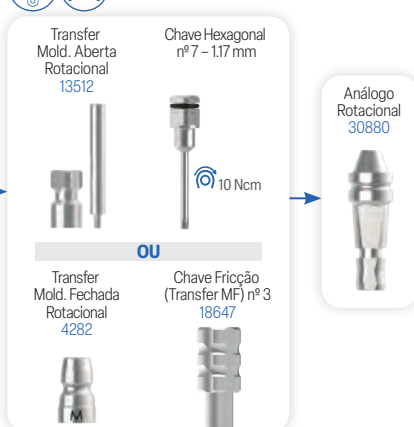 Transfer
Mold. Aberta
Rotacional
13512
Chave Hexagonal
nº 7 – 1.17 mm
10 Ncm
OU
Transfer
Mold. Fechada
Rotacional
4282
M
Chave Fricção
(Transfer MF) nº 3
18647
Análogo
Rotacional
30880